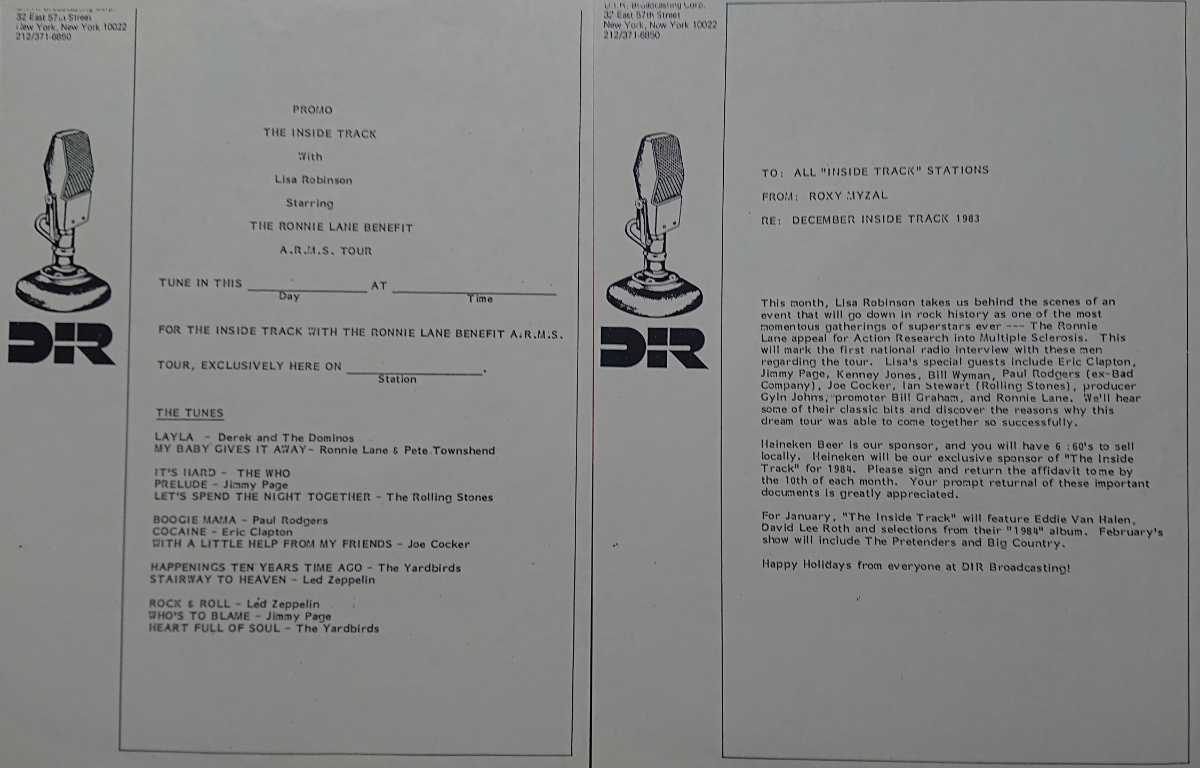 32 East 57th Street
New York, New York 10022
212/371-6850
PROMO
THE INSIDE TRACK
With
Lisa Robinson
Starring
THE RONNIE LANE BENEFIT
A.R.M.S. TOUR
TUNE IN THIS ____________ AT ____________
Day Time
FOR THE INSIDE TRACK WITH THE RONNIE LANE BENEFIT A.R.M.S.
TOUR, EXCLUSIVELY HERE ON ____________.
Station
DIR
THE TUNES
LAYLA - Derek and The Dominos
MY BABY GIVES IT AWAY- Ronnie Lane & Pete Townshend
IT'S HARD - THE WHO
PRELUDE - Jimmy Page
LET'S SPEND THE NIGHT TOGETHER - The Rolling Stones
BOOGIE MAMA - Paul Rodgers
COCAINE - Eric Clapton
WITH A LITTLE HELP FROM MY FRIENDS - Joe Cocker
HAPPENINGS TEN YEARS TIME AGO - The Yardbirds
STAIRWAY TO HEAVEN - Led Zeppelin
ROCK & ROLL - Led Zeppelin
WHO'S TO BLAME - Jimmy Page
HEART FULL OF SOUL - The Yardbirds
D.I.R. Broadcasting Corp.
32 East 57th Street
New York, New York 10022
212/371-6850
DIR
TO: ALL "INSIDE TRACK" STATIONS
FROM: ROXY MYZAL
RE: DECEMBER INSIDE TRACK 1983
This month, Lisa Robinson takes us behind the scenes of an
event that will go down in rock history as one of the most
momentous gatherings of superstars ever --- The Ronnie
Lane appeal for Action Research into Multiple Sclerosis. This
will mark the first national radio interview with these men
regarding the tour. Lisa's special guests include Eric Clapton,
Jimmy Page, Kenney Jones, Bill Wyman, Paul Rodgers (ex-Bad
Company), Joe Cocker, Ian Stewart (Rolling Stones), producer
Gyln Johns, promoter Bill Graham, and Ronnie Lane. We'll hear
some of their classic bits and discover the reasons why this
dream tour was able to come together so successfully.
Heineken Beer is our sponsor, and you will have 6 :60's to sell
locally. Heineken will be our exclusive sponsor of "The Inside
Track" for 1984. Please sign and return the affidavit to me by
the 10th of each month. Your prompt returnal of these important
documents is greatly appreciated.
For January, "The Inside Track" will feature Eddie Van Halen,
David Lee Roth and selections from their "1984" album. February's
show will include The Pretenders and Big Country.
Happy Holidays from everyone at DIR Broadcasting!